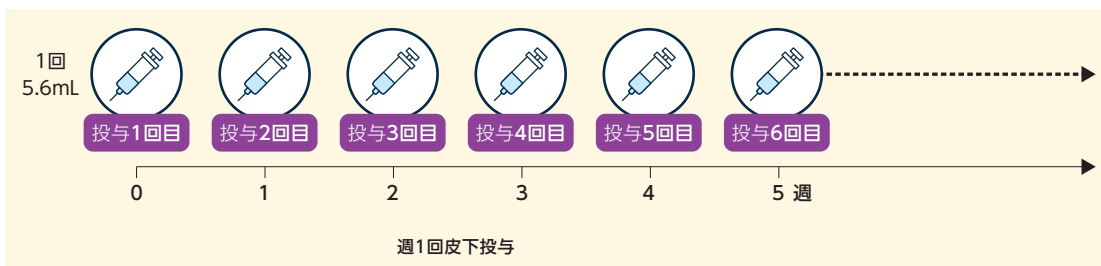 1回
5.6mL
投与1回目 投与2回目 投与3回目 投与4回目 投与5回目 投与6回目
0 1 2 3 4 5 週
週1回皮下投与